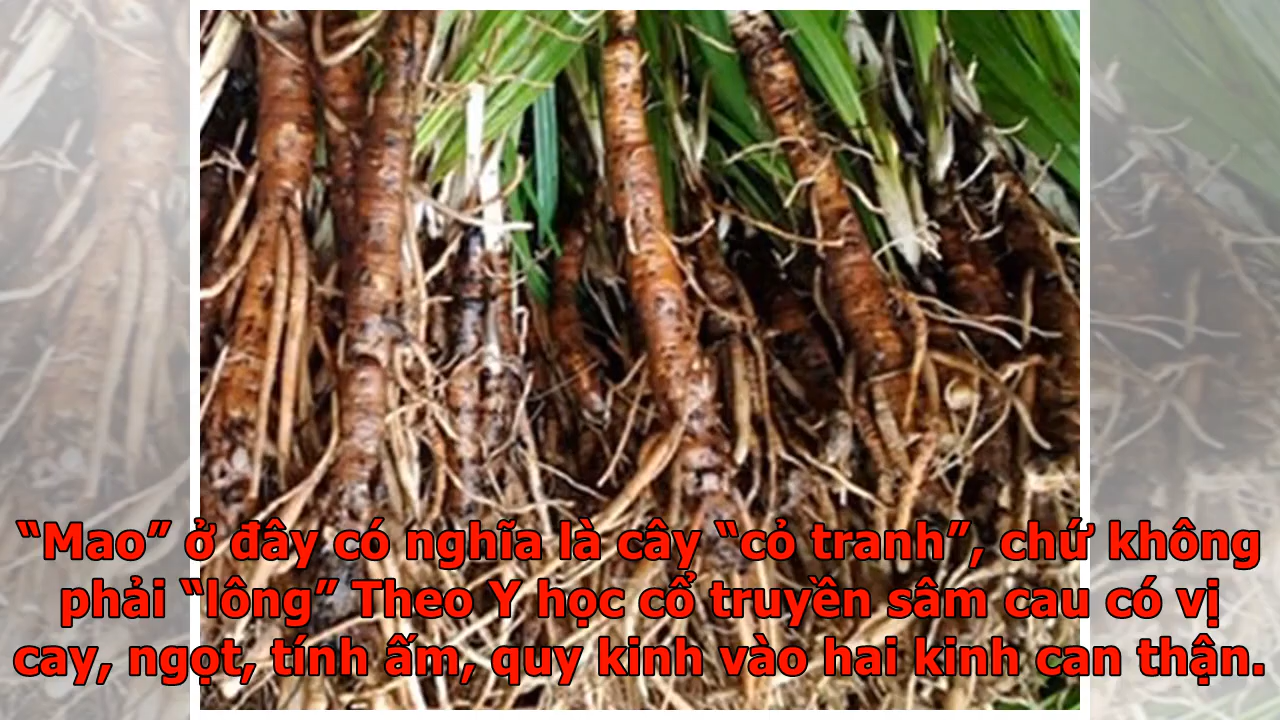 “Mao” ở đây có nghĩa là cây “cỏ tranh”, chứ không
phải “lông” Theo Y học cổ truyền sâm cau có vị
cay, ngọt, tính ấm, quy kinh vào hai kinh can thận.